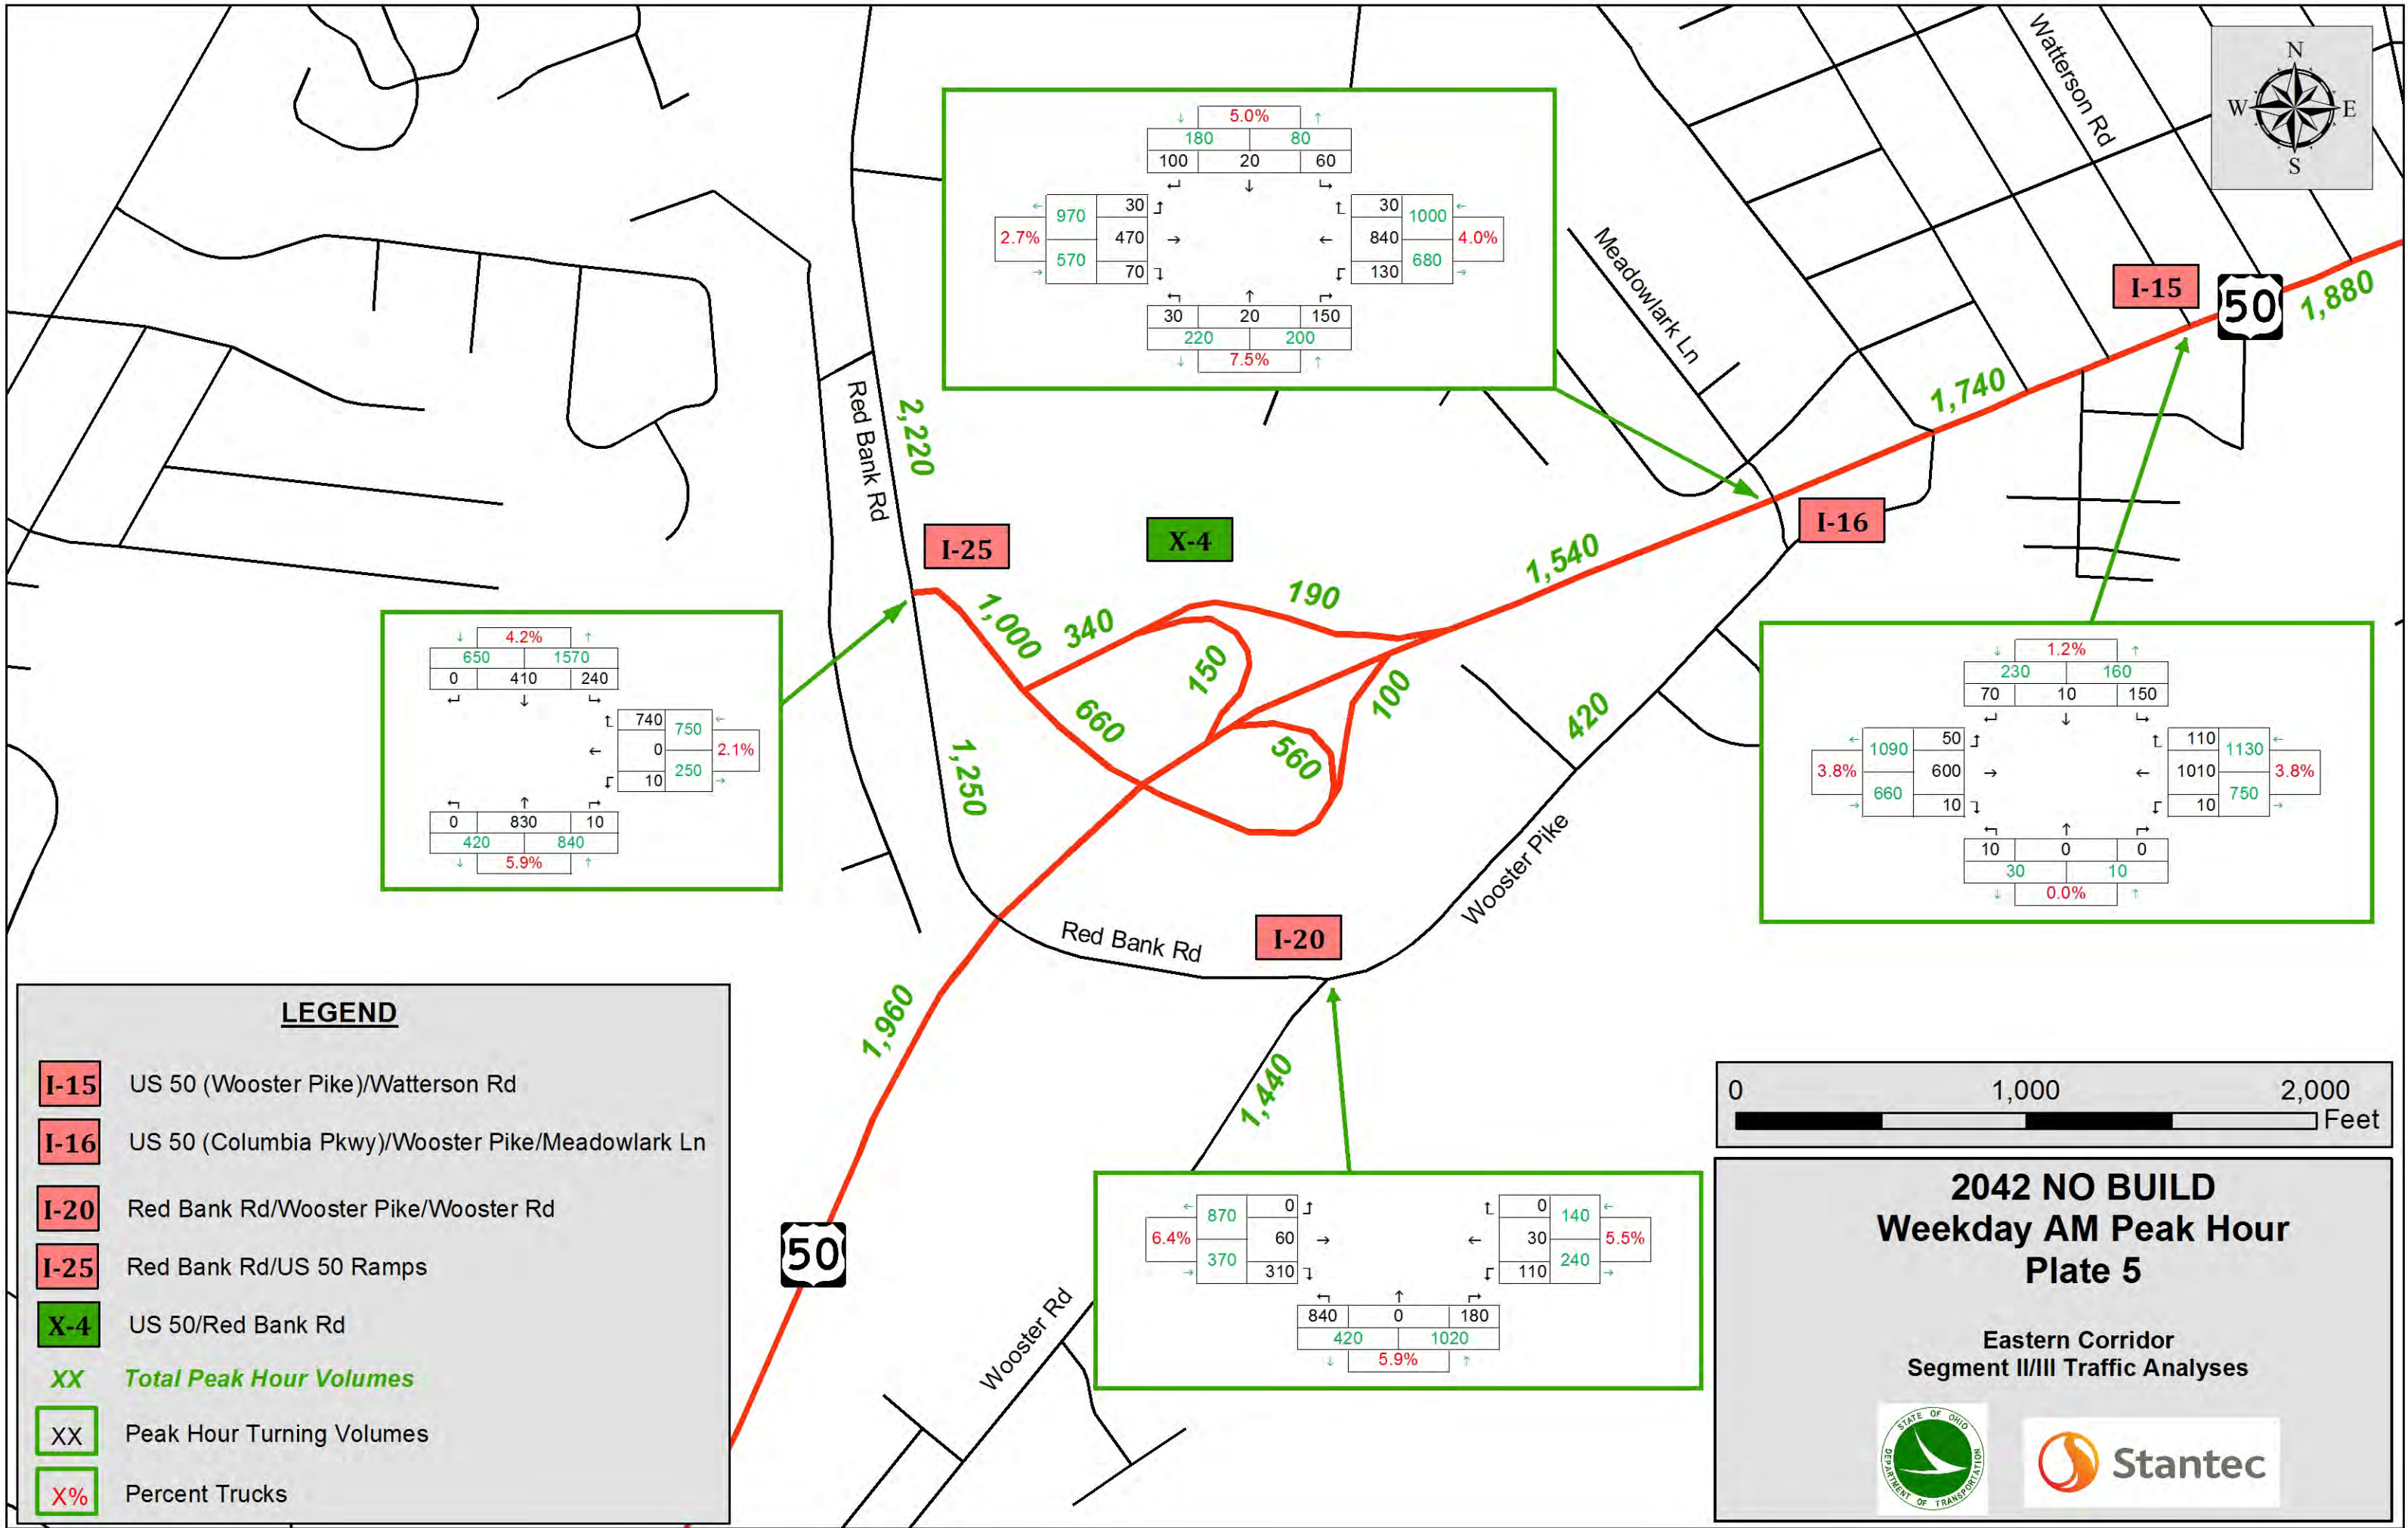 Watterson Rd
N
W E
S
5.0%
180 80
100 20 60
970 30
2.7% 470
570 70
30 1000
840 4.0%
130 680
30 20 150
220 200
7.5%
Meadowlark Ln
I-15
50
1,880
1,740
Red Bank Rd
2,220
I-25
X-4
I-16
1,540
190
1,000
340
150
100
660
560
420
1,250
4.2%
650 1570
0 410 240
740 750
0 2.1%
10 250
0 830 10
420 840
5.9%
1.2%
230 160
70 10 150
1090 50
3.8% 600
660 10
110 1130
1010 3.8%
10 750
10 0 0
30 10
0.0%
Wooster Pike
Red Bank Rd
I-20
1,960
1,440
50
Wooster Rd
870 0
6.4% 60
370 310
0 140
30 5.5%
110 240
840 0 180
420 1020
5.9%
LEGEND
I-15 US 50 (Wooster Pike)/Watterson Rd
I-16 US 50 (Columbia Pkwy)/Wooster Pike/Meadowlark Ln
I-20 Red Bank Rd/Wooster Pike/Wooster Rd
I-25 Red Bank Rd/US 50 Ramps
X-4 US 50/Red Bank Rd
XX Total Peak Hour Volumes
XX Peak Hour Turning Volumes
X% Percent Trucks
0 1,000 2,000
Feet
2042 NO BUILD
Weekday AM Peak Hour
Plate 5
Eastern Corridor
Segment II/III Traffic Analyses
STATE OF OHIO
DEPARTMENT OF TRANSPORTATION
Stantec